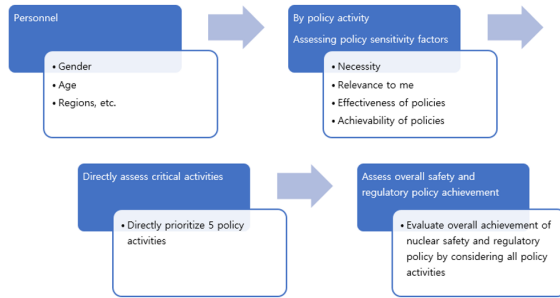 Personnel
• Gender
• Age
• Regions, etc.
By policy activity
Assessing policy sensitivity factors
• Necessity
• Relevance to me
• Effectiveness of policies
• Achievability of policies
Directly assess critical activities
• Directly prioritize 5 policy
activities
Assess overall safety and
regulatory policy achievement
• Evaluate overall achievement of
nuclear safety and regulatory
policy by considering all policy
activities